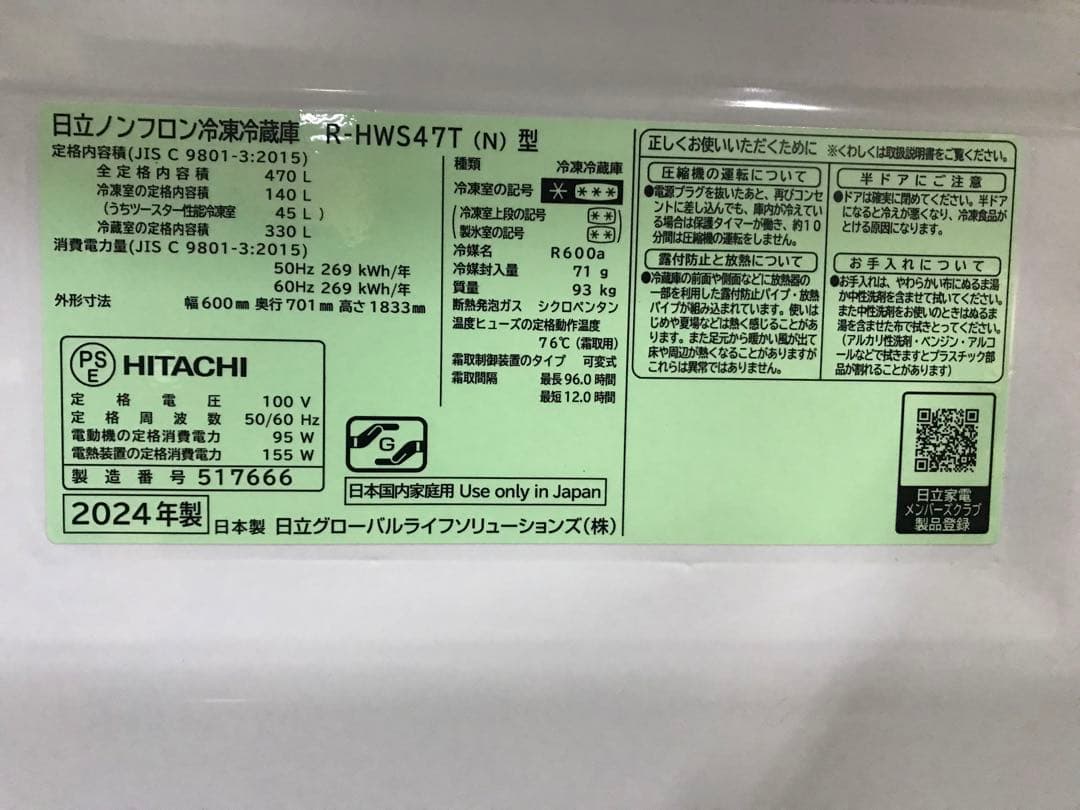 日立ノンフロン冷凍冷蔵庫 R-HWS47T (N) 型
定格内容積(JIS C 9801-3:2015)
全定格内容積 470 L
冷凍室の定格内容積 140 L
(うちツースター性能冷凍室 45 L)
冷蔵室の定格内容積 330 L
消費電力量(JIS C 9801-3:2015)
50Hz 269 kWh/年
60Hz 269 kWh/年
外形寸法 幅600mm 奥行701mm 高さ1833mm
PSE HITACHI
定格電圧 100 V
定格周波数 50/60 Hz
電動機の定格消費電力 95 W
電熱装置の定格消費電力 155 W
製造番号 517666
2024年製
日本製 日立グローバルライフソリューションズ(株)
種類 冷凍冷蔵庫
冷凍室の記号 * ***
(冷凍室上段の記号 **)
(製氷室の記号 **)
冷媒名 R600a
冷媒封入量 71 g
質量 93 kg
断熱発泡ガス シクロペンタン
温度ヒューズの定格動作温度
76℃(霜取用)
霜取制御装置のタイプ 可変式
霜取間隔 最長96.0時間
最短12.0時間
G
日本国内家庭用 Use only in Japan
正しくお使いいただくために ※くわしくは取扱説明書をご覧ください。
圧縮機の運転について
●電源プラグを抜いたあと、再びコンセ
ントに差し込んでも、庫内が冷えてい
る場合は保護タイマーが働き、約10
分間は圧縮機の運転をしません。
露付防止と放熱について
●冷蔵庫の前面や側面などに放熱器の
一部を利用した露付防止パイプ・放熱
パイプが組み込まれています。使いは
じめや夏場などは熱く感じることがあ
ります。また足元から暖かい風が出て
床や周辺が熱くなることがありますが
これらは異常ではありません。
半ドアにご注意
●ドアは確実に閉めてください。半ドア
になると冷えが悪くなり、冷凍食品が
とける原因になります。
お手入れについて
●お手入れは、やわらかい布にぬるま湯
か中性洗剤を含ませて拭いてください。
また中性洗剤をお使いのときはぬるま
湯を含ませた布で拭きとってください。
(アルカリ性洗剤・ベンジン・アルコ
ールなどで拭きますとプラスチック部
品が割れることがあります)
日立家電
メンバーズクラブ
製品登録